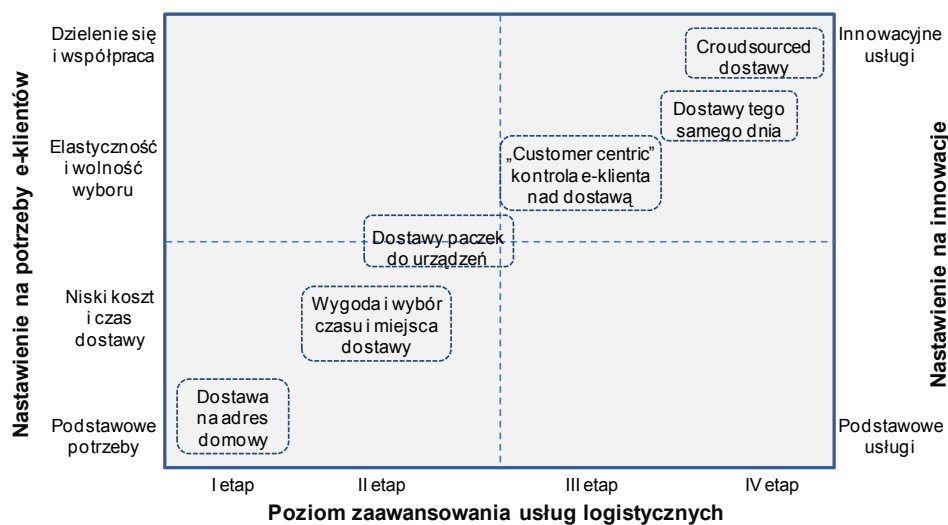 Nastawienie na potrzeby e-klientów
Dzielenie się
i współpraca
Elastyczność
i wolność
wyboru
Niski koszt
i czas
dostawy
Podstawowe
potrzeby
Croudsourced
dostawy
Dostawy tego
samego dnia
„Customer centric”
kontrola e-klienta
nad dostawą
Dostawy paczek
do urządzeń
Wygoda i wybór
czasu i miejsca
dostawy
Dostawa
na adres
domowy
Innowacyjne
usługi
Podstawowe
usługi
Nastawienie na innowacje
I etap
II etap
III etap
IV etap
Poziom zaawansowania usług logistycznych